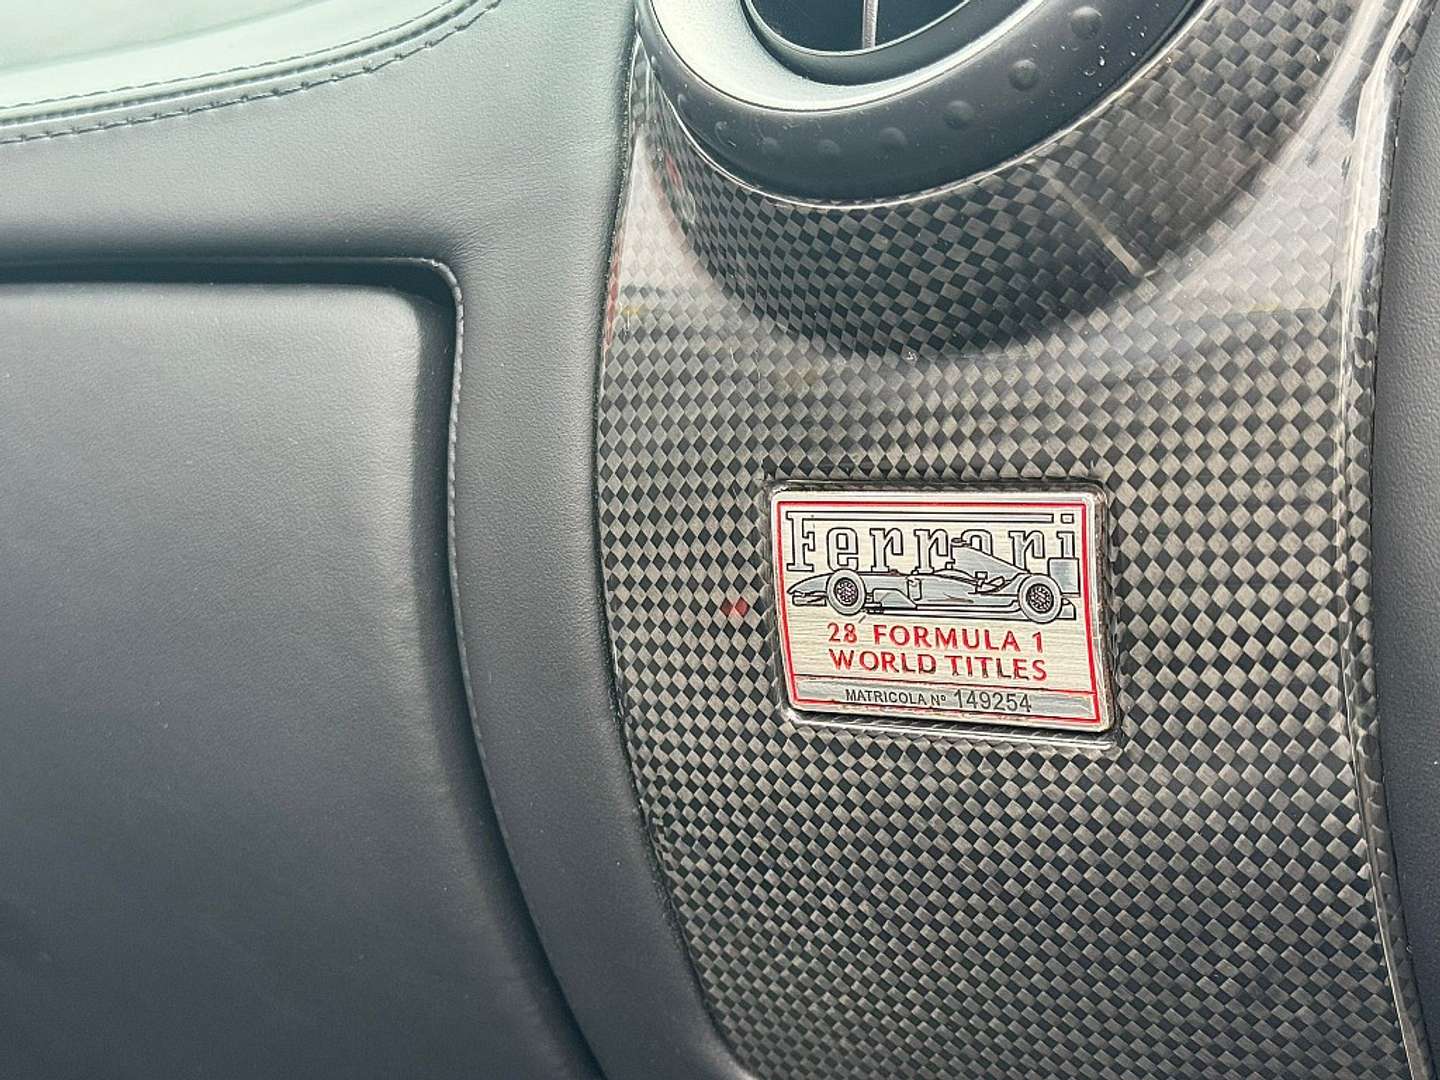 Ferrari
28 FORMULA 1
WORLD TITLES
MATRICOLA Nº 149254